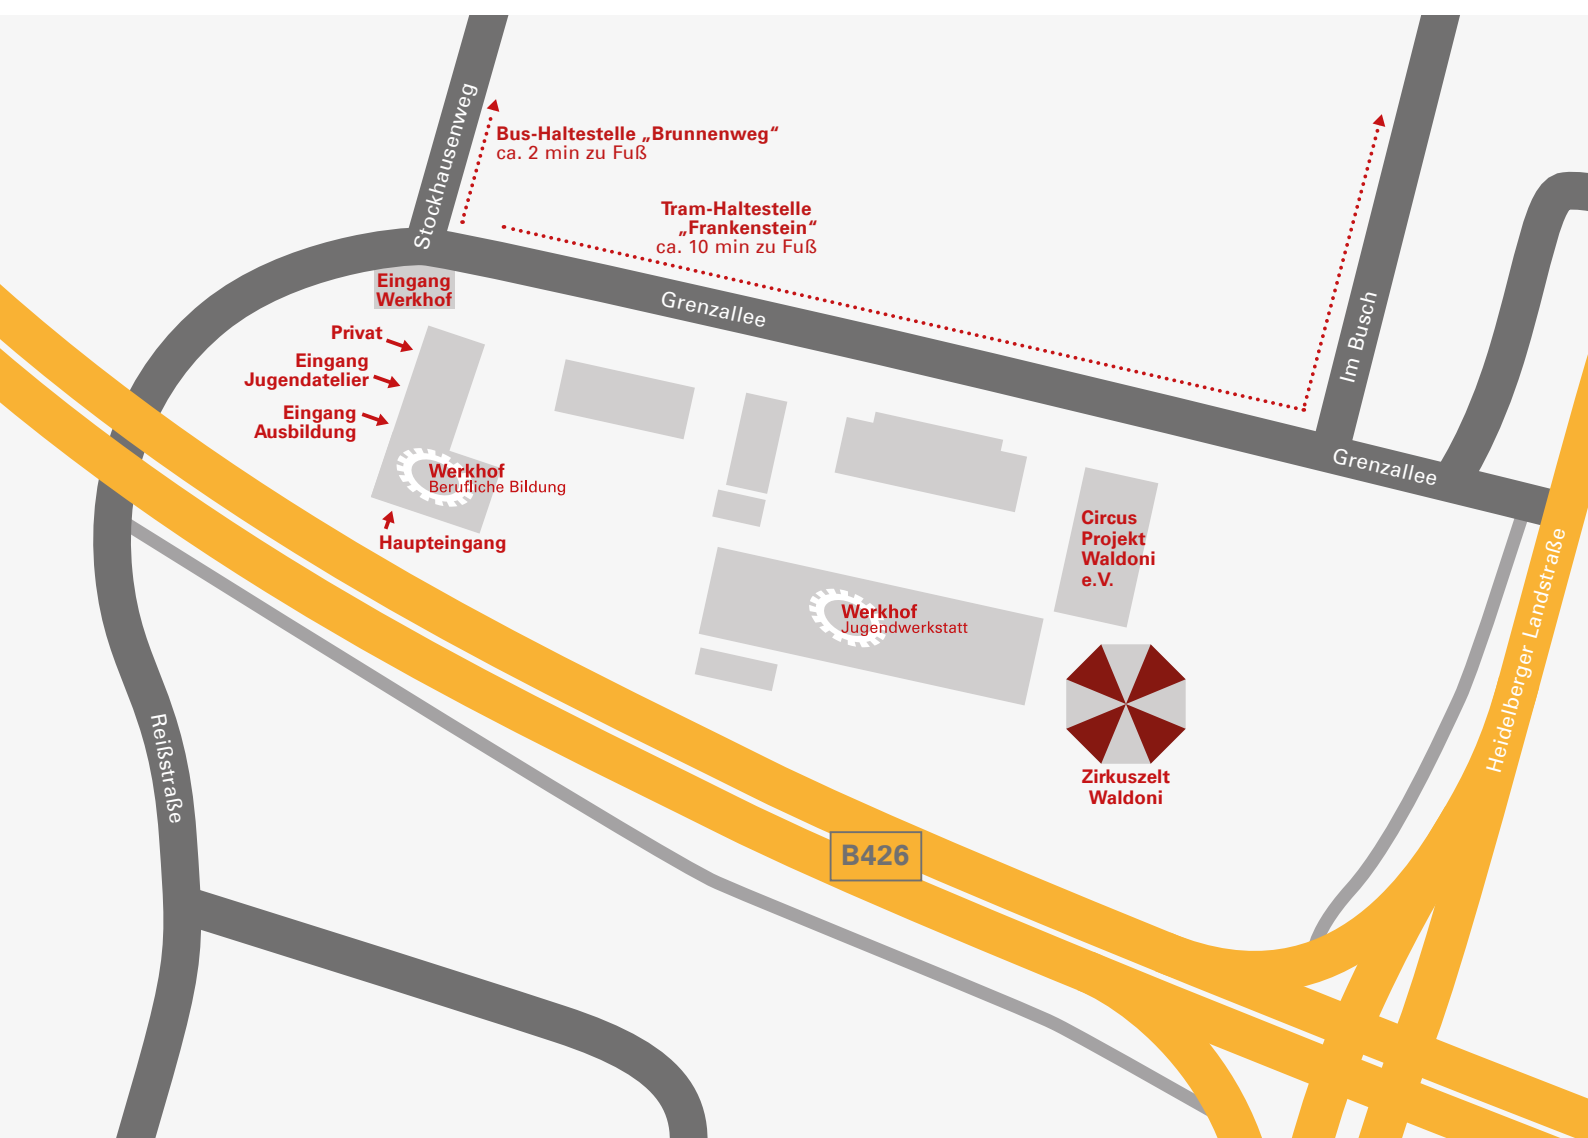 Stockhausenweg
Bus-Haltestelle „Brunnenweg“
ca. 2 min zu Fuß
Tram-Haltestelle
„Frankenstein“
ca. 10 min zu Fuß
Eingang
Werkhof
Grenzallee
Im Busch
Privat
Eingang
Jugendatelier
Eingang
Ausbildung
Werkhof
Berufliche Bildung
Haupteingang
Grenzallee
Circus
Projekt
Waldoni
e.V.
Werkhof
Jugendwerkstatt
Heidelberger Landstraße
Reißstraße
Zirkuszelt
Waldoni
B426